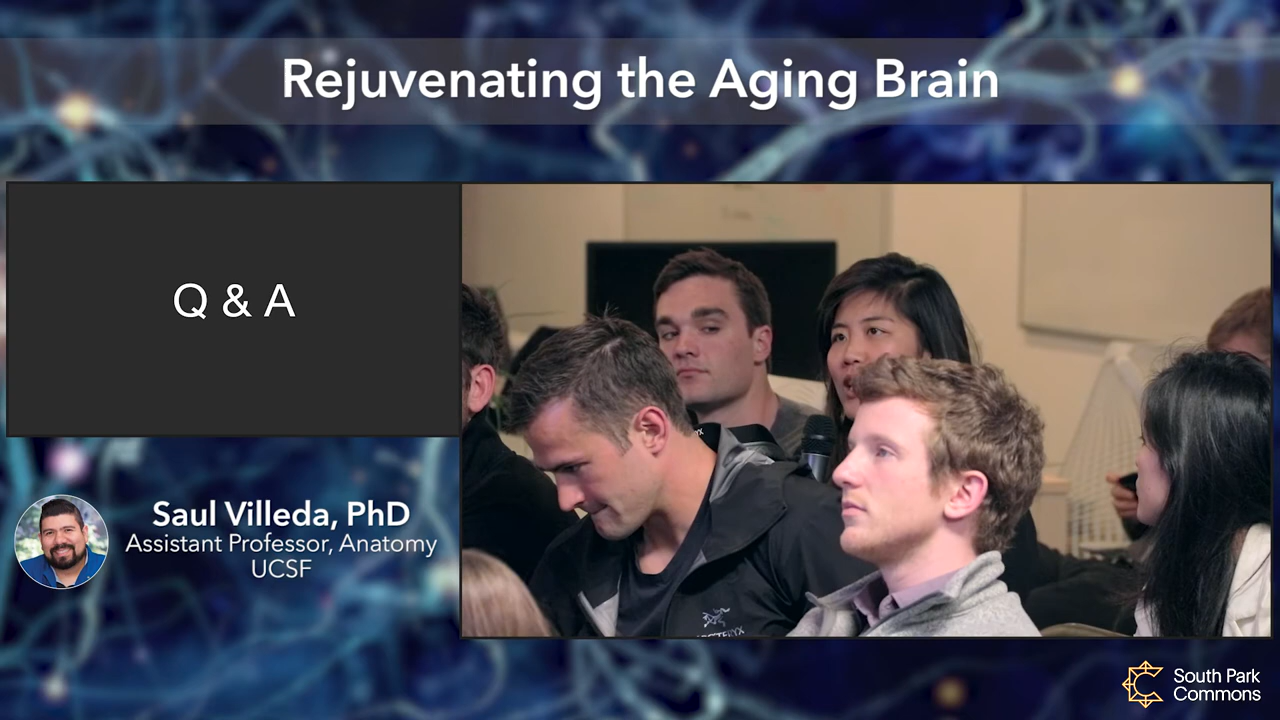 Rejuvenating the Aging Brain
Q & A
Saul Villeda, PhD
Assistant Professor, Anatomy
UCSF
South Park
Commons